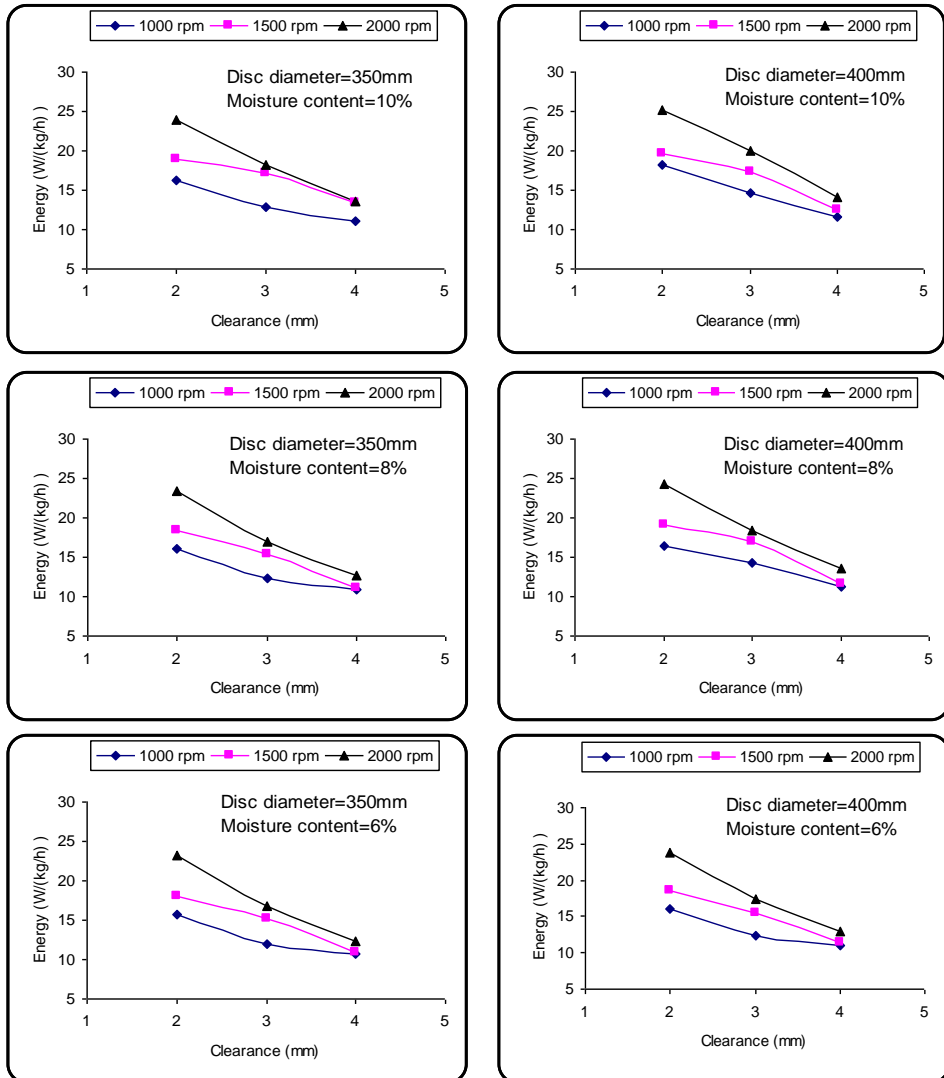 1000 rpm 1500 rpm 2000 rpm
Disc diameter=350mm
Moisture content=10%
Energy (W/(kg/h) )
30
25
20
15
10
5
1 2 3 4 5
Clearance (mm)
1000 rpm 1500 rpm 2000 rpm
Disc diameter=400mm
Moisture content=10%
Energy (W/(kg/h) )
30
25
20
15
10
5
1 2 3 4 5
Clearance (mm)
1000 rpm 1500 rpm 2000 rpm
Disc diameter=350mm
Moisture content=8%
Energy (W/(kg/h) )
30
25
20
15
10
5
1 2 3 4 5
Clearance (mm)
1000 rpm 1500 rpm 2000 rpm
Disc diameter=400mm
Moisture content=8%
Energy (W/(kg/h) )
30
25
20
15
10
5
1 2 3 4 5
Clearance (mm)
1000 rpm 1500 rpm 2000 rpm
Disc diameter=350mm
Moisture content=6%
Energy (W/(kg/h) )
30
25
20
15
10
5
1 2 3 4 5
Clearance (mm)
1000 rpm 1500 rpm 2000 rpm
Disc diameter=400mm
Moisture content=6%
Energy (W/(kg/h) )
30
25
20
15
10
5
1 2 3 4 5
Clearance (mm)